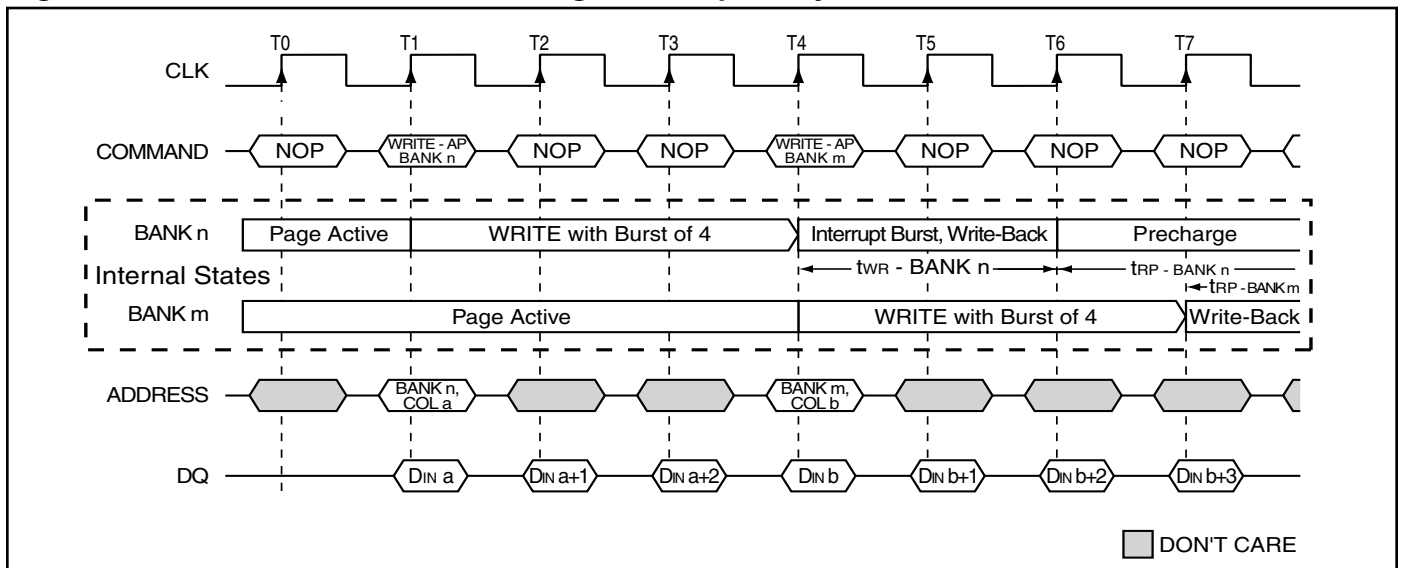 T0 T1 T2 T3 T4 T5 T6 T7
CLK
COMMAND NOP WRITE - AP BANK n NOP NOP WRITE - AP BANK m NOP NOP NOP
BANK n Page Active WRITE with Burst of 4 Interrupt Burst, Write-Back Precharge
tWR - BANK n tRP - BANK n
Internal States tRP - BANK m
BANK m Page Active WRITE with Burst of 4 Write-Back
ADDRESS BANK n, COL a BANK m, COL b
DQ DIN a DIN a+1 DIN a+2 DIN b DIN b+1 DIN b+2 DIN b+3
DON'T CARE